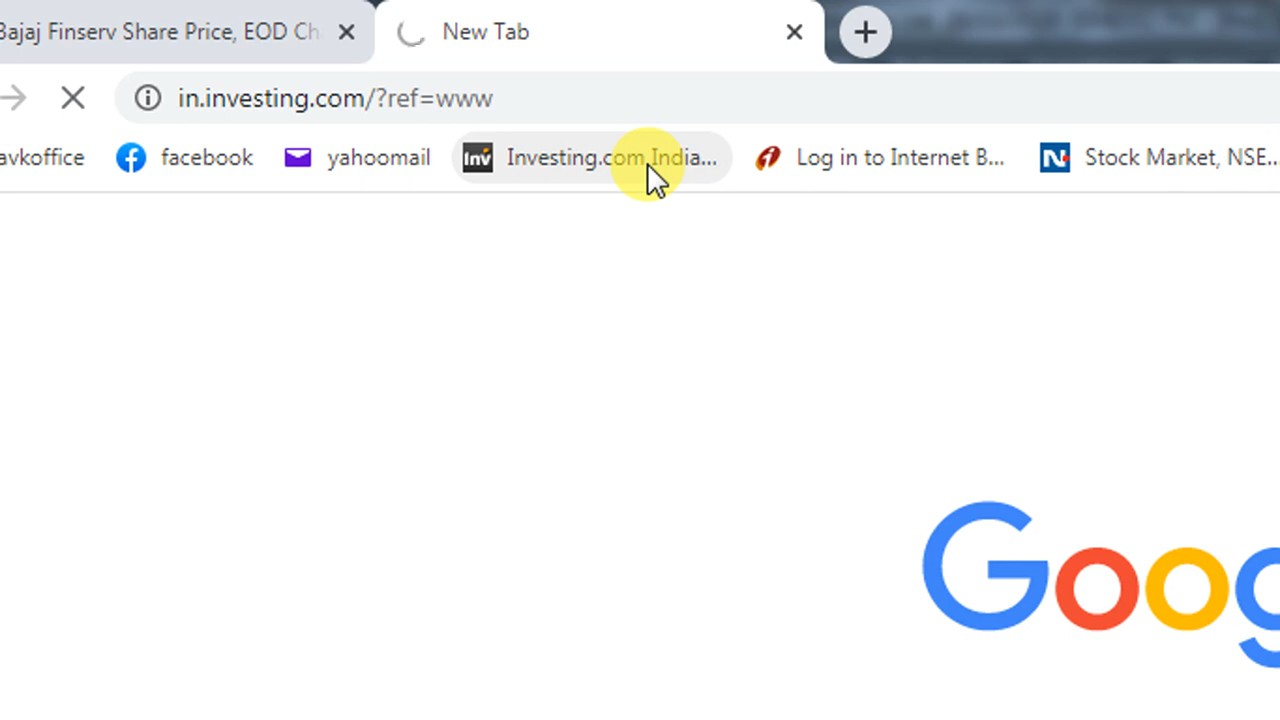 Bajaj Finserv Share Price, EOD Ch
New Tab
in.investing.com/?ref=www
avkoffice
facebook
yahoomail
Inv
Investing.com India...
Log in to Internet B...
Stock Market, NSE...
Goog